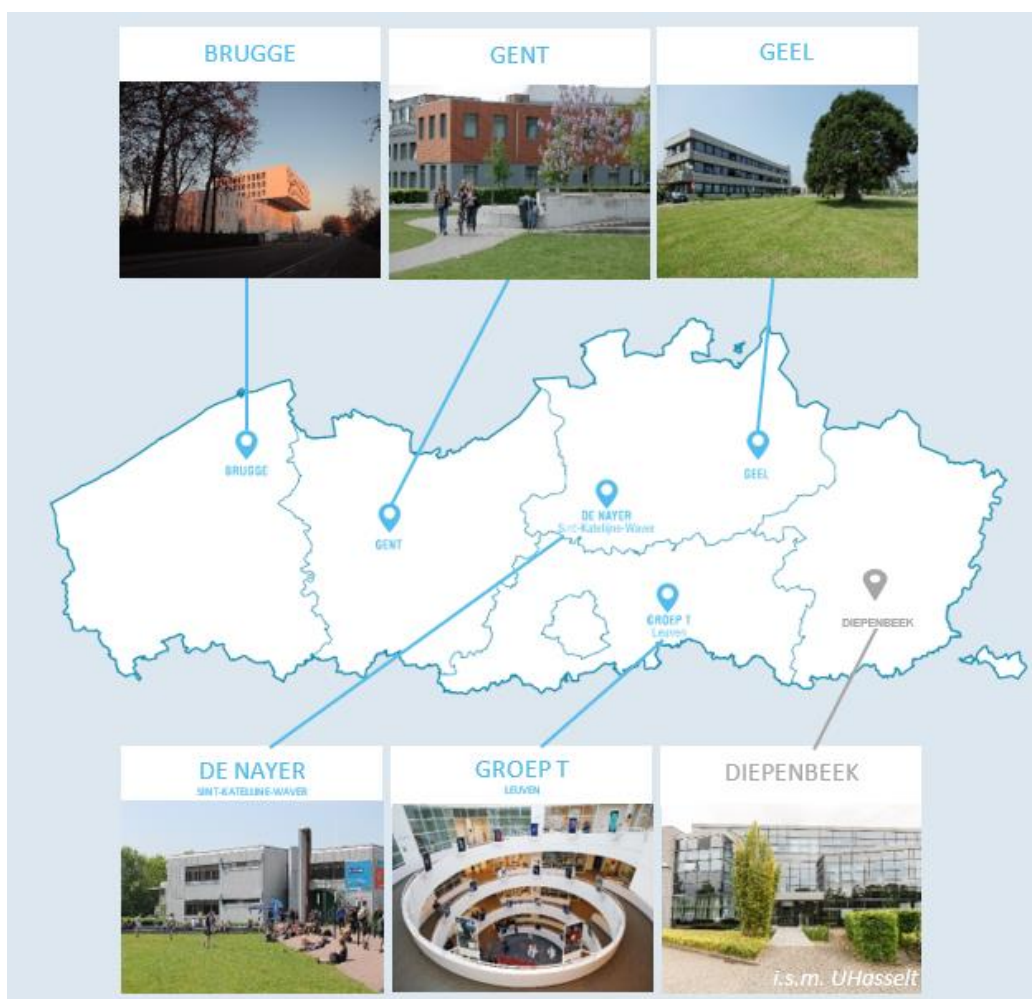 BRUGGE
GENT
GEEL
BRUGGE
GEEL
DE NAYER
Sint-Katelijne-Waver
GENT
GROEP T
Leuven
DIEPENBEEK
DE NAYER
SINT-KATELIJNE-WAVER
GROEP T
LEUVEN
DIEPENBEEK
i.s.m. UHasselt